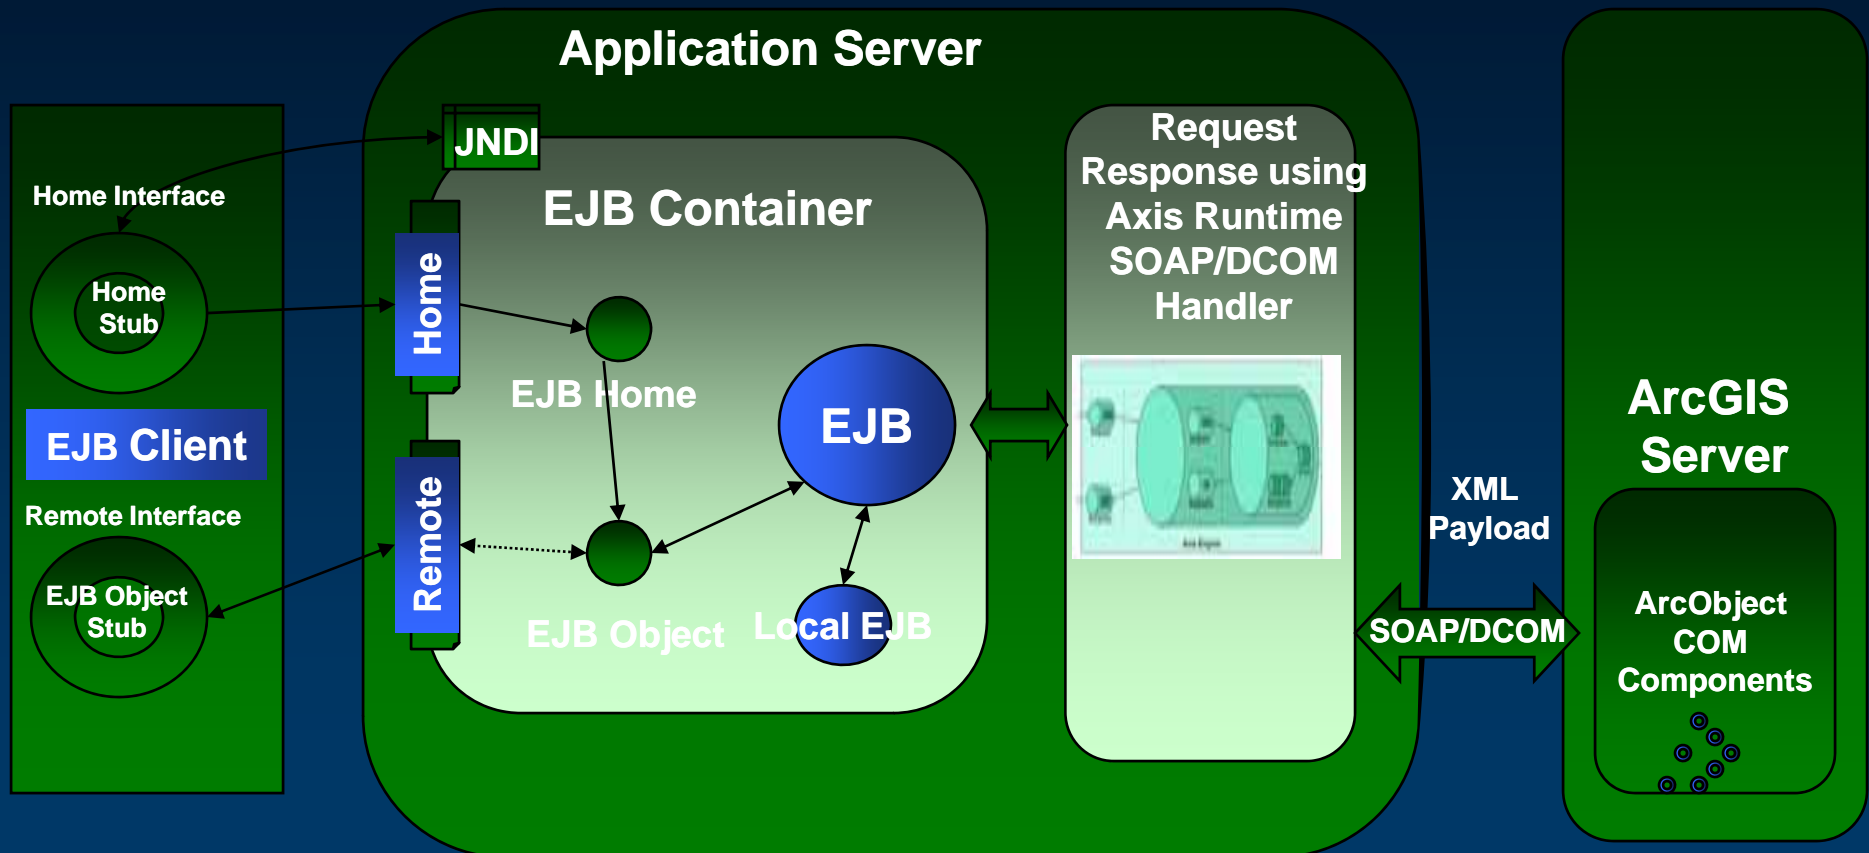 Application Server
JNDI
Home Interface
Home
Stub
EJB Client
Remote Interface
EJB Object
Stub
Home
Remote
EJB Container
EJB Home
EJB
EJB Object
Local EJB
Request
Response using
Axis Runtime
SOAP/DCOM
Handler
XML
Payload
SOAP/DCOM
ArcGIS
Server
ArcObject
COM
Components